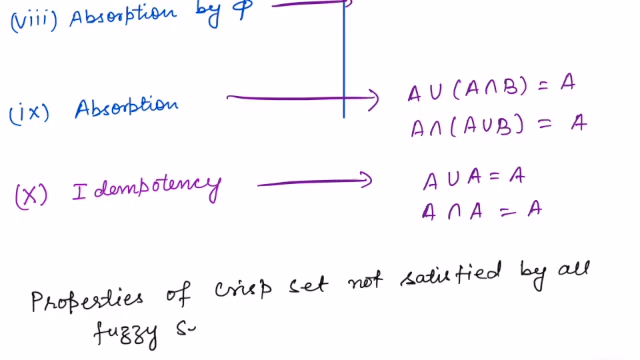 (viii) Absorption by φ
(ix) Absorption
A ∪ (A ∩ B) = A
A ∩ (A ∪ B) = A
(X) Idempotency
A ∪ A = A
A ∩ A = A
Properties of crisp set not satisfied by all
fuzzy s